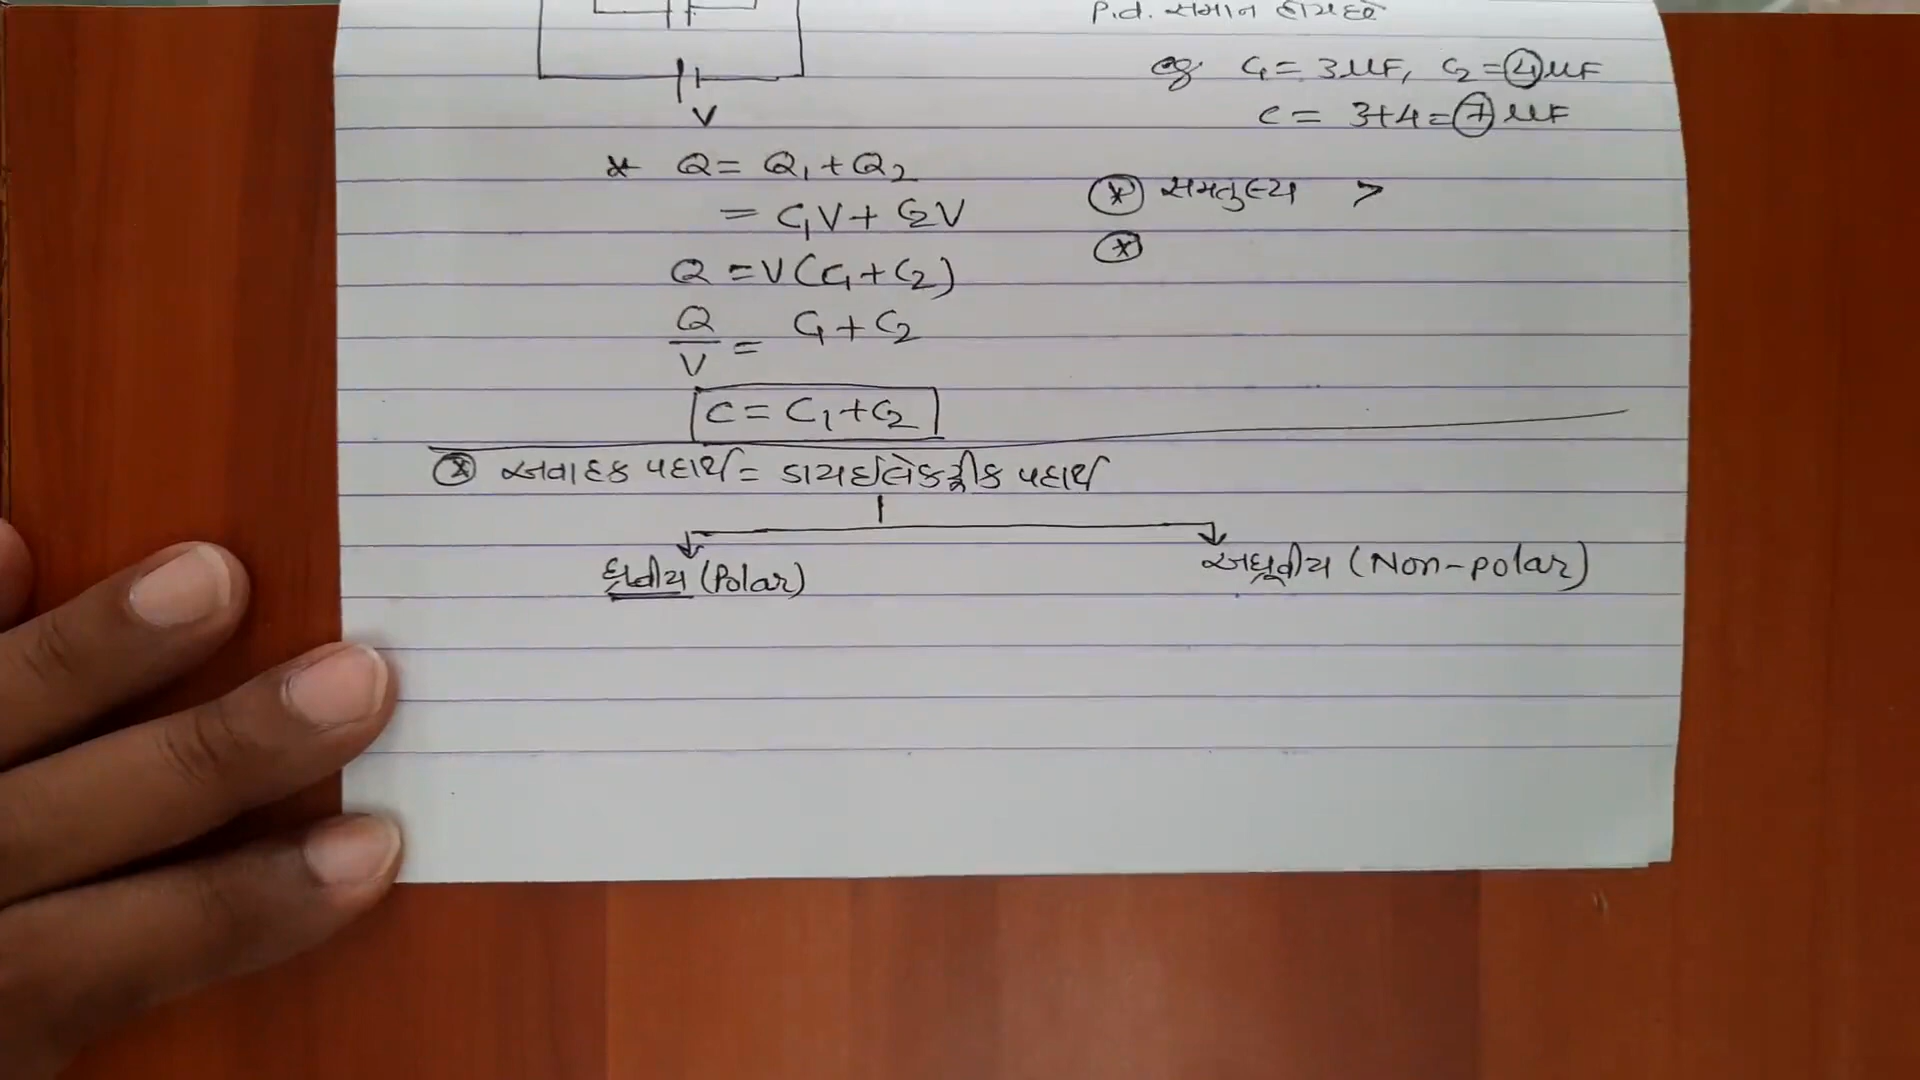 P.d. સમાન હોય છે
eg. C1 = 3μF, C2 = 4μF
C = 3+4 = 7 μF
V
* Q = Q1 + Q2
= C1V + C2V
Q = V(C1 + C2)
Q/V = C1 + C2
C = C1 + C2
* સમતુલ્ય >
*
* અવાહક પદાર્થ = ડાયઇલેક્ટ્રીક પદાર્થ
ધ્રુવીય (Polar)
અધ્રુવીય (Non-polar)